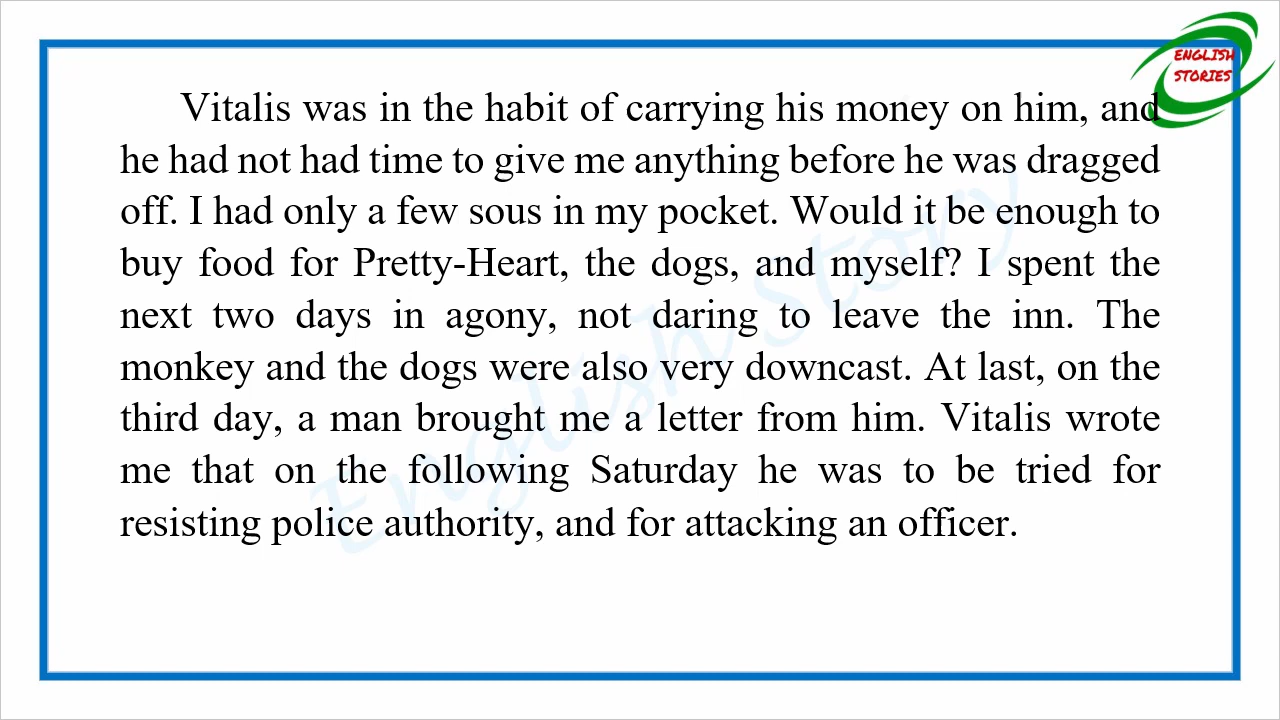 ENGLISH
STORIES
Vitalis was in the habit of carrying his money on him, and
he had not had time to give me anything before he was dragged
off. I had only a few sous in my pocket. Would it be enough to
buy food for Pretty-Heart, the dogs, and myself? I spent the
next two days in agony, not daring to leave the inn. The
monkey and the dogs were also very downcast. At last, on the
third day, a man brought me a letter from him. Vitalis wrote
me that on the following Saturday he was to be tried for
resisting police authority, and for attacking an officer.
English Story